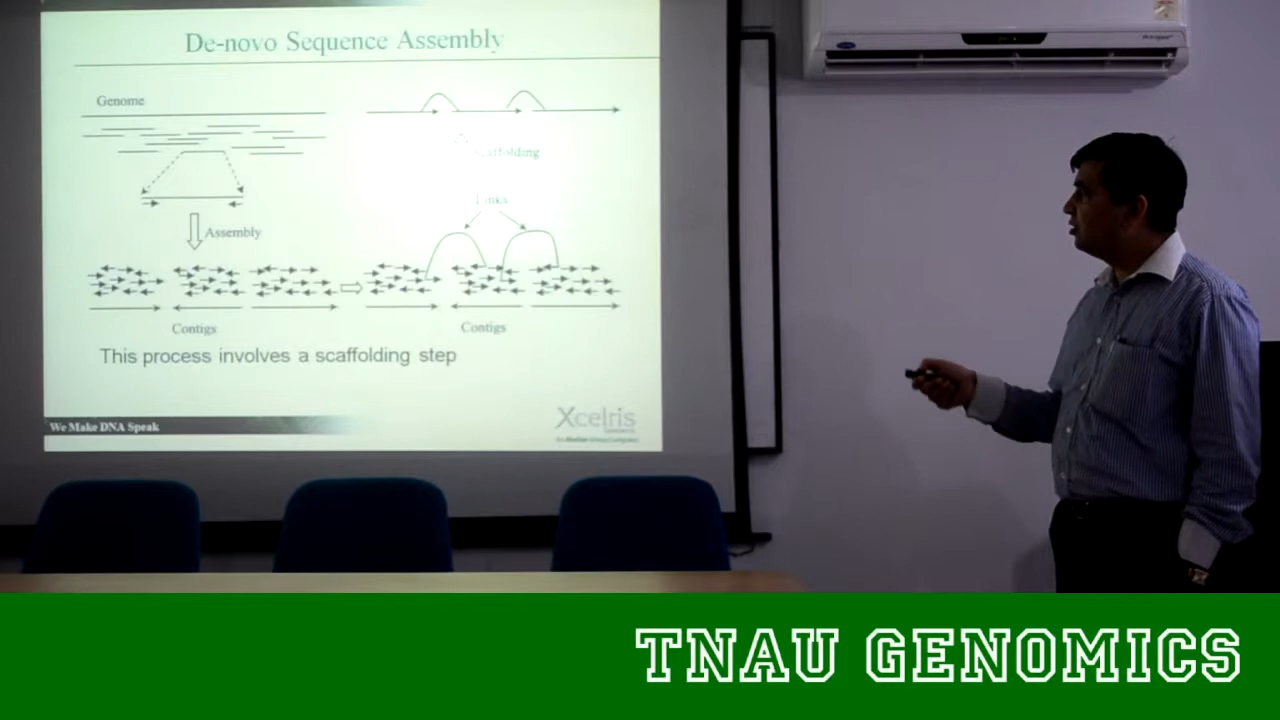 De-novo Sequence Assembly
Genome
Scaffolding
Links
Assembly
Contigs
Contigs
This process involves a scaffolding step
We Make DNA Speak
Xcelris
TNAU GENOMICS